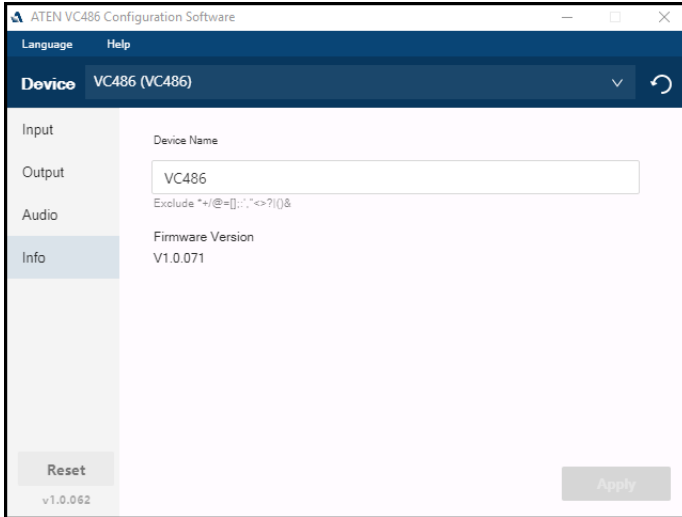 ATEN VC486 Configuration Software
Language Help
Device VC486 (VC486)
Input
Output
Audio
Info
Device Name
VC486
Exclude *+/@=[];:'."<>?|()&
Firmware Version
V1.0.071
Reset
v1.0.062
Apply